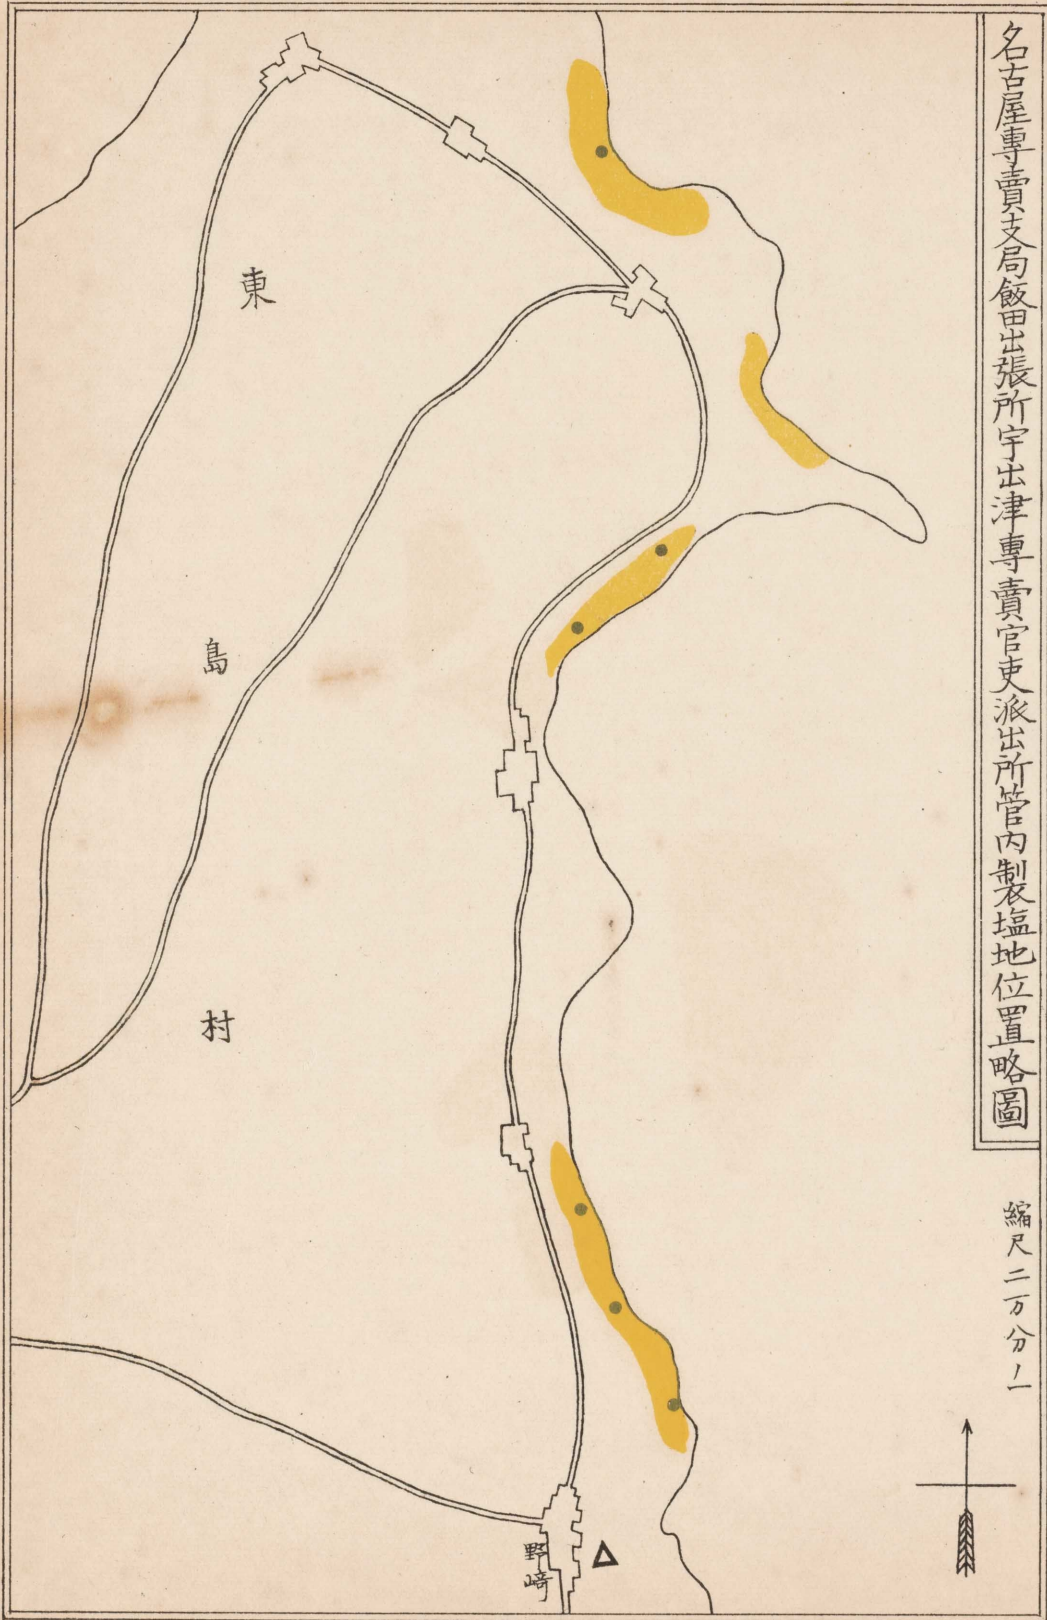 名古屋專賣支局飯田出張所宇出津專賣官吏派出所管内製塩地位置略圖
縮尺二万分ノ一
東島村
野﨑